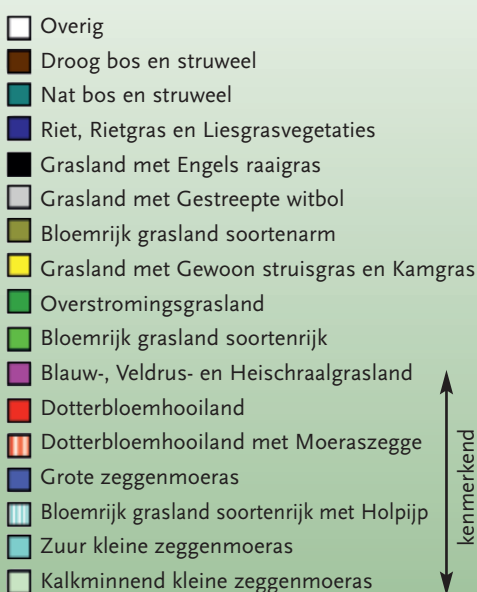 Overig
Droog bos en struweel
Nat bos en struweel
Riet, Rietgras en Liesgrasvegetaties
Grasland met Engels raaigras
Grasland met Gestreepte witbol
Bloemrijk grasland soortenarm
Grasland met Gewoon struisgras en Kamgras
Overstromingsgrasland
Bloemrijk grasland soortenrijk
Blauw-, Veldrus- en Heischraalgrasland
Dotterbloemhooiland
Dotterbloemhooiland met Moeraszegge
Grote zeggenmoeras
Bloemrijk grasland soortenrijk met Holpijp
Zuur kleine zeggenmoeras
Kalkminnend kleine zeggenmoeras
kenmerkend